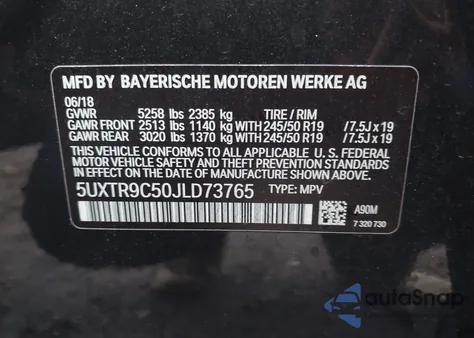 MFD BY BAYERISCHE MOTOREN WERKE AG
06/18
GVWR 5258 lbs 2385 kg TIRE / RIM
GAWR FRONT 2513 lbs 1140 kg WITH 245/50 R19 /7.5J x 19
GAWR REAR 3020 lbs 1370 kg WITH 245/50 R19 /7.5J x 19
THIS VEHICLE CONFORMS TO ALL APPLICABLE U. S. FEDERAL
MOTOR VEHICLE SAFETY AND THEFT PREVENTION STANDARDS
IN EFFECT ON THE DATE OF MANUFACTURE SHOWN ABOVE.
5UXTR9C50JLD73765 TYPE: MPV
A90M
7 320 730
autoSnap